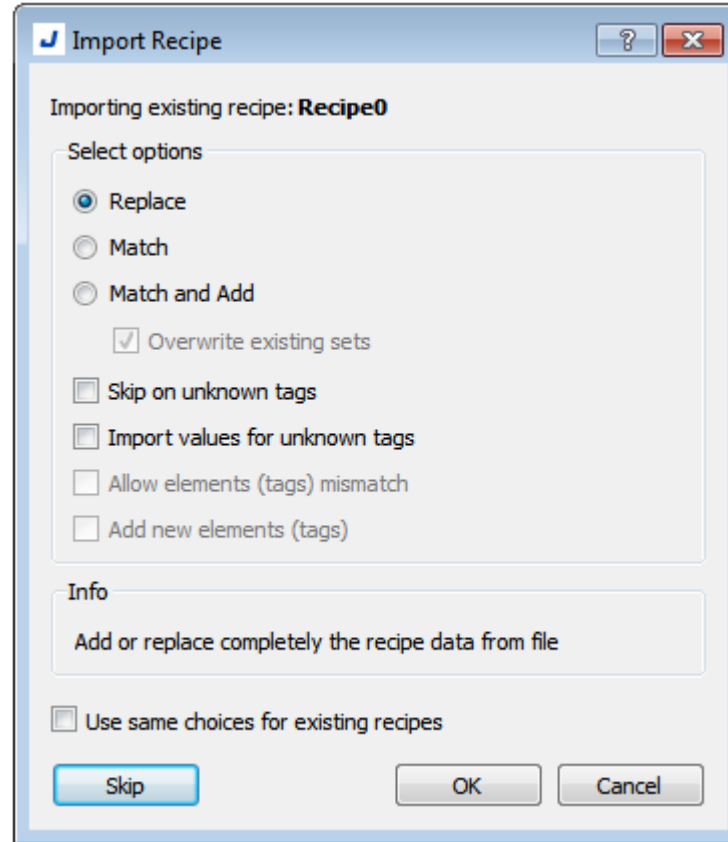 Import Recipe
Importing existing recipe: Recipe0
Select options
Replace
Match
Match and Add
Overwrite existing sets
Skip on unknown tags
Import values for unknown tags
Allow elements (tags) mismatch
Add new elements (tags)
Info
Add or replace completely the recipe data from file
Use same choices for existing recipes
Skip OK Cancel